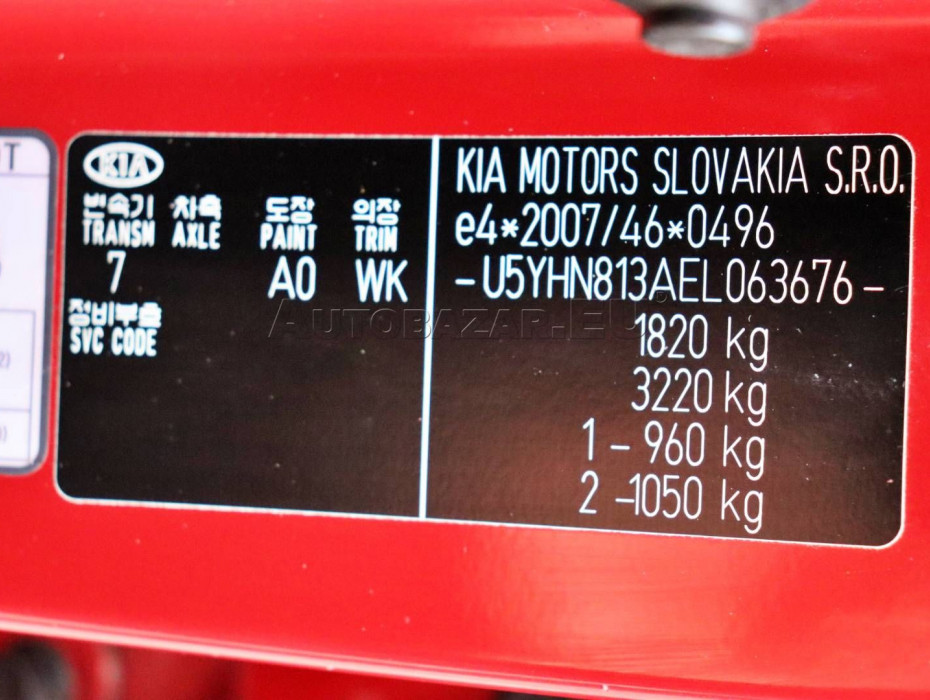 KIA
변속기 차축 도장 의장
TRANSM AXLE PAINT TRIM
7 A0 WK
정비부호
SVC CODE
KIA MOTORS SLOVAKIA S.R.O.
e4*2007/46*0496
-U5YHN813AEL063676-
1820 kg
3220 kg
1 - 960 kg
2 -1050 kg
AUTOBAZAR.EU